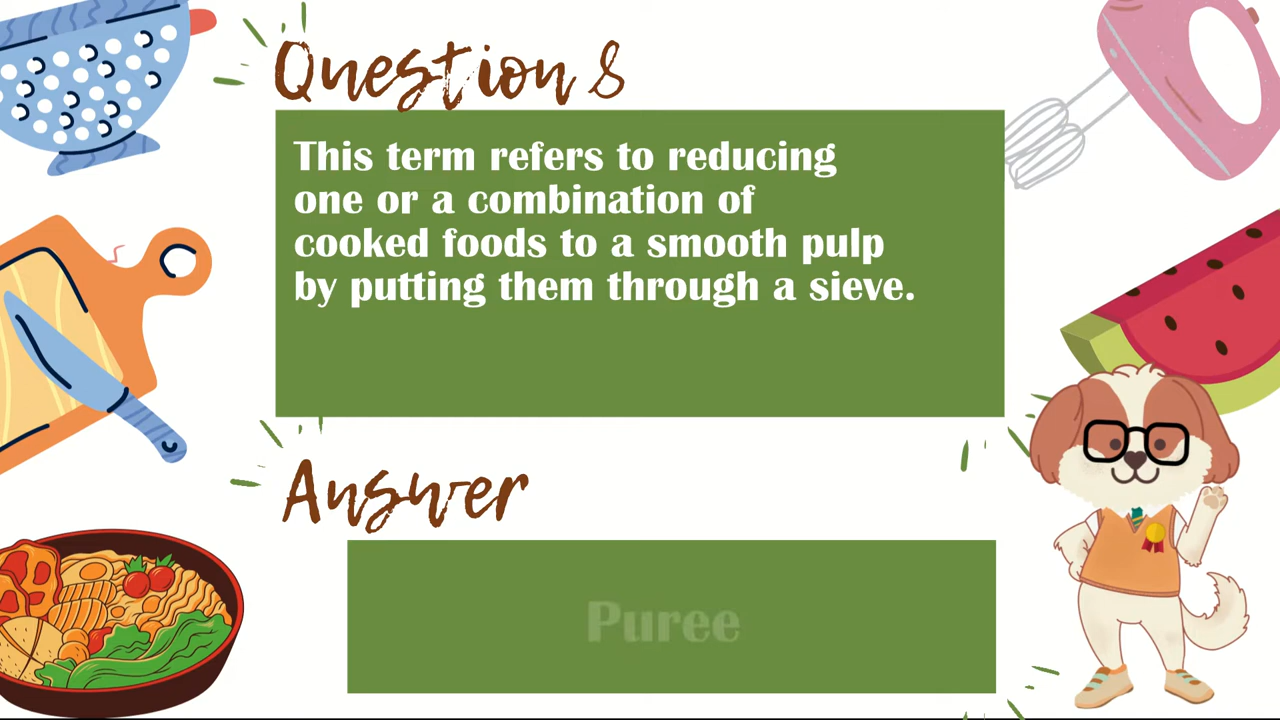 Question 8
This term refers to reducing
one or a combination of
cooked foods to a smooth pulp
by putting them through a sieve.
Answer
Puree